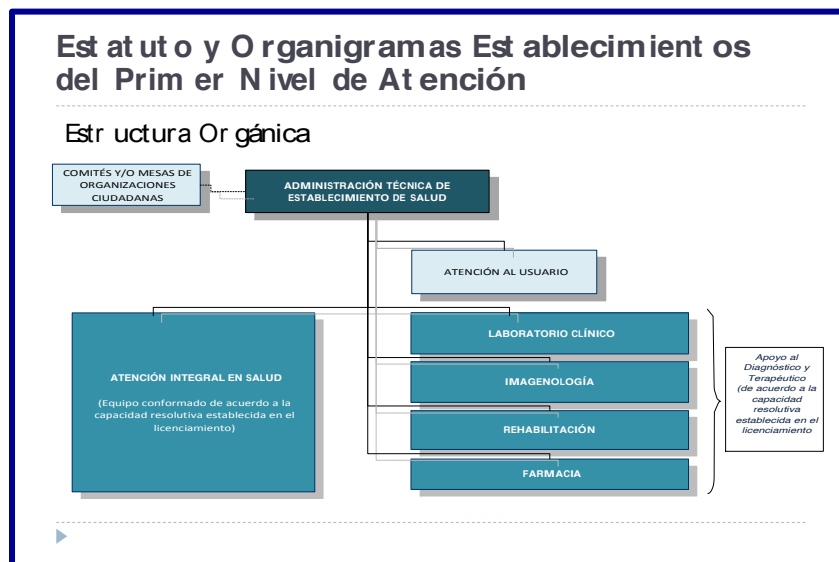 Estatuto y Organigramas Establecimientos
del Primer Nivel de Atención
Estructura Orgánica
COMITÉS Y/O MESAS DE
ORGANIZACIONES
CIUDADANAS
ADMINISTRACIÓN TÉCNICA DE
ESTABLECIMIENTO DE SALUD
ATENCIÓN AL USUARIO
ATENCIÓN INTEGRAL EN SALUD
(Equipo conformado de acuerdo a la
capacidad resolutiva establecida en el
licenciamiento)
LABORATORIO CLÍNICO
IMAGENOLOGÍA
REHABILITACIÓN
FARMACIA
Apoyo al
Diagnóstico y
Terapéutico
(de acuerdo a la
capacidad
resolutiva
establecida en el
licenciamiento